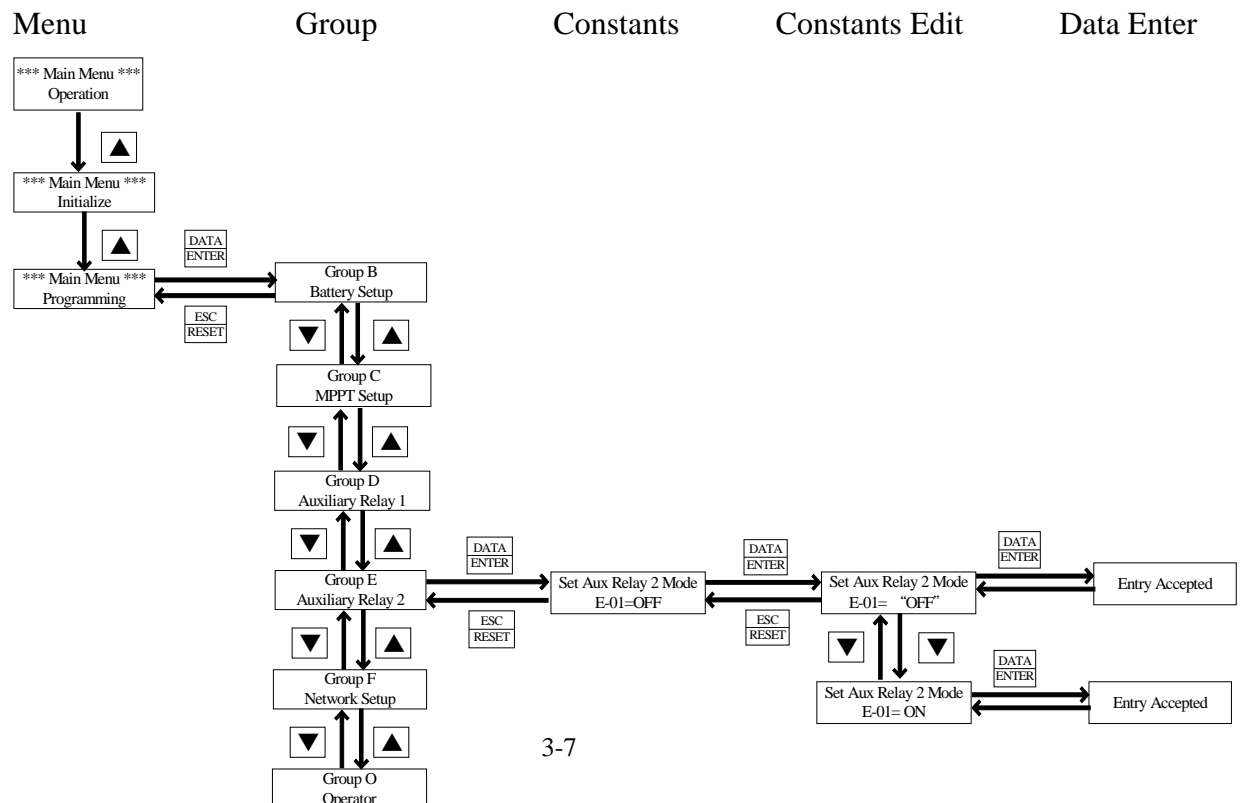 Menu Group Constants Constants Edit Data Enter
*** Main Menu ***
Operation
▲
*** Main Menu ***
Initialize
▲
*** Main Menu ***
Programming
DATA
ENTER
ESC
RESET
Group B
Battery Setup
▼ ▲
Group C
MPPT Setup
▼ ▲
Group D
Auxiliary Relay 1
▼ ▲
Group E
Auxiliary Relay 2
DATA
ENTER
ESC
RESET
Set Aux Relay 2 Mode
E-01=OFF
DATA
ENTER
ESC
RESET
Set Aux Relay 2 Mode
E-01= “OFF”
DATA
ENTER
Entry Accepted
▼ ▼
Set Aux Relay 2 Mode
E-01= ON
DATA
ENTER
Entry Accepted
▼ ▲
Group F
Network Setup
▼ ▲
Group O
Operator
3-7